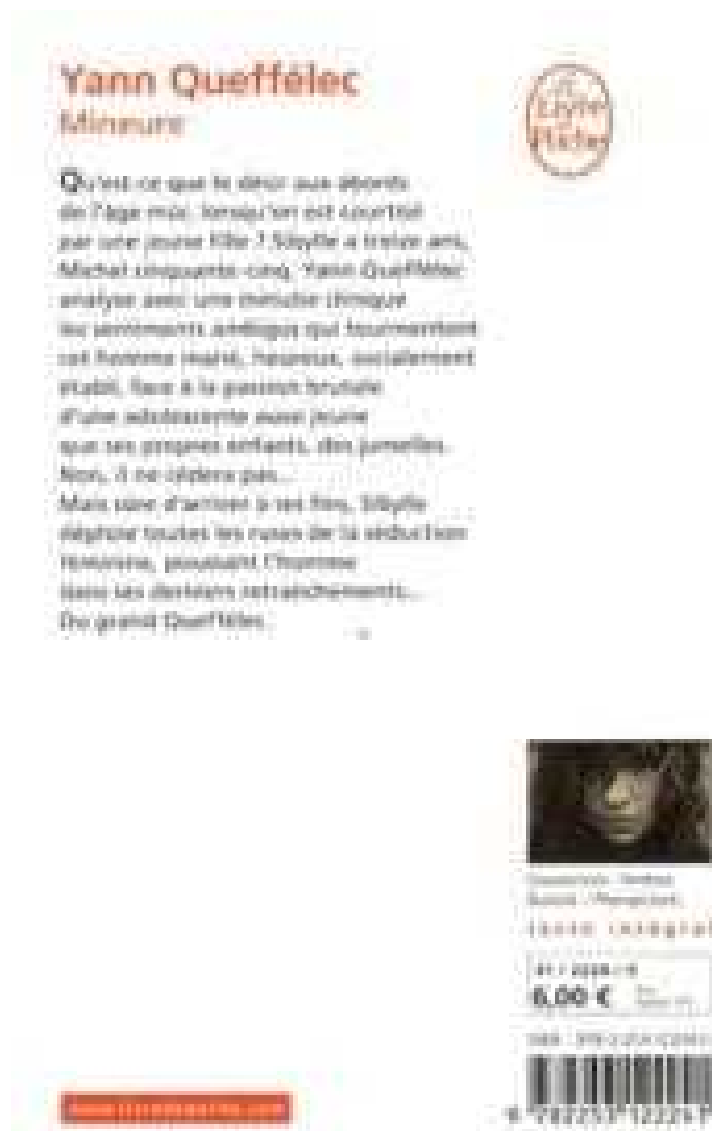 Yann Queffélec
Mineure
Le
Livre
de
Poche
Qu'est-ce que le désir aux abords
de l'âge mûr, lorsqu'on est courtisé
par une jeune fille ? Sibylle a treize ans,
Michel cinquante-cinq. Yann Queffélec
analyse avec une minutie clinique
les sentiments ambigus qui tourmentent
cet homme marié, heureux, socialement
établi, face à la passion brutale
d'une adolescente aussi jeune
que ses propres enfants, des jumelles.
Non, il ne cédera pas...
Mais sûre d'arriver à ses fins, Sibylle
déploie toutes les ruses de la séduction
féminine, poussant l'homme
dans ses derniers retranchements...
Du grand Queffélec.
Couverture :
texte intégral
6,00 €